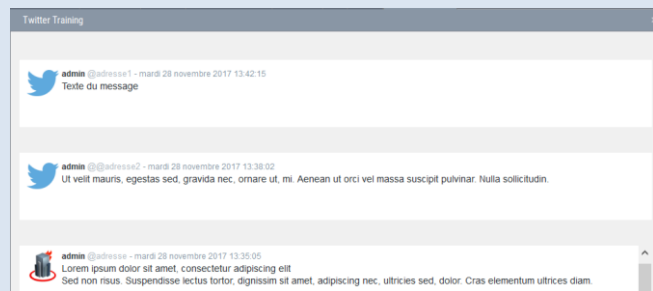 Twitter Training
admin @adresse1 - mardi 28 novembre 2017 13:42:15
Texte du message
admin @@adresse2 - mardi 28 novembre 2017 13:38:02
Ut velit mauris, egestas sed, gravida nec, ornare ut, mi. Aenean ut orci vel massa suscipit pulvinar. Nulla sollicitudin.
admin @adresse - mardi 28 novembre 2017 13:35:05
Lorem ipsum dolor sit amet, consectetur adipiscing elit
Sed non risus. Suspendisse lectus tortor, dignissim sit amet, adipiscing nec, ultricies sed, dolor. Cras elementum ultrices diam.